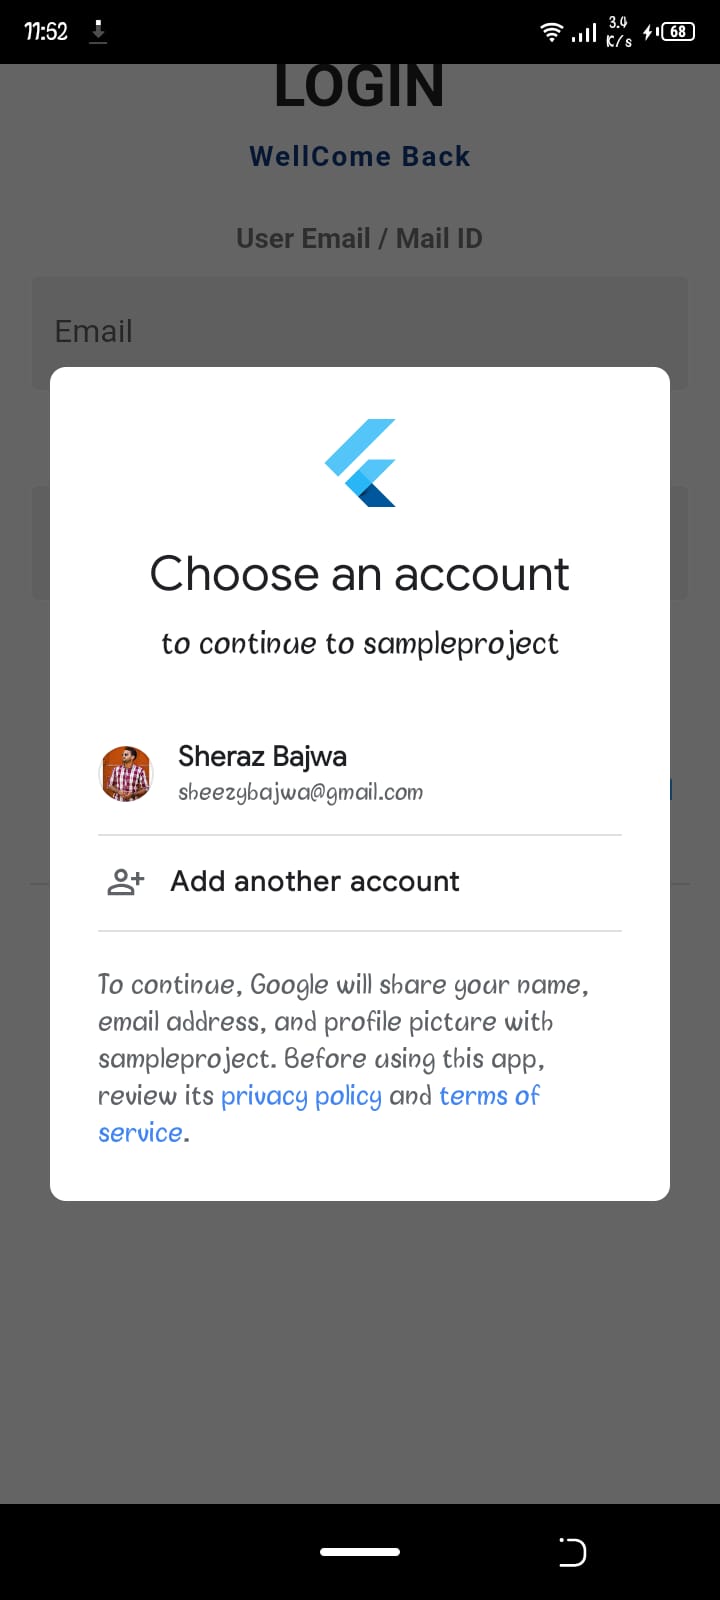 11:52
3.0
K/s
68
LOGIN
WellCome Back
User Email / Mail ID
Email
Choose an account
to continue to sampleproject
Sheraz Bajwa
sheezybajwa@gmail.com
Add another account
To continue, Google will share your name,
email address, and profile picture with
sampleproject. Before using this app,
review its privacy policy and terms of
service.